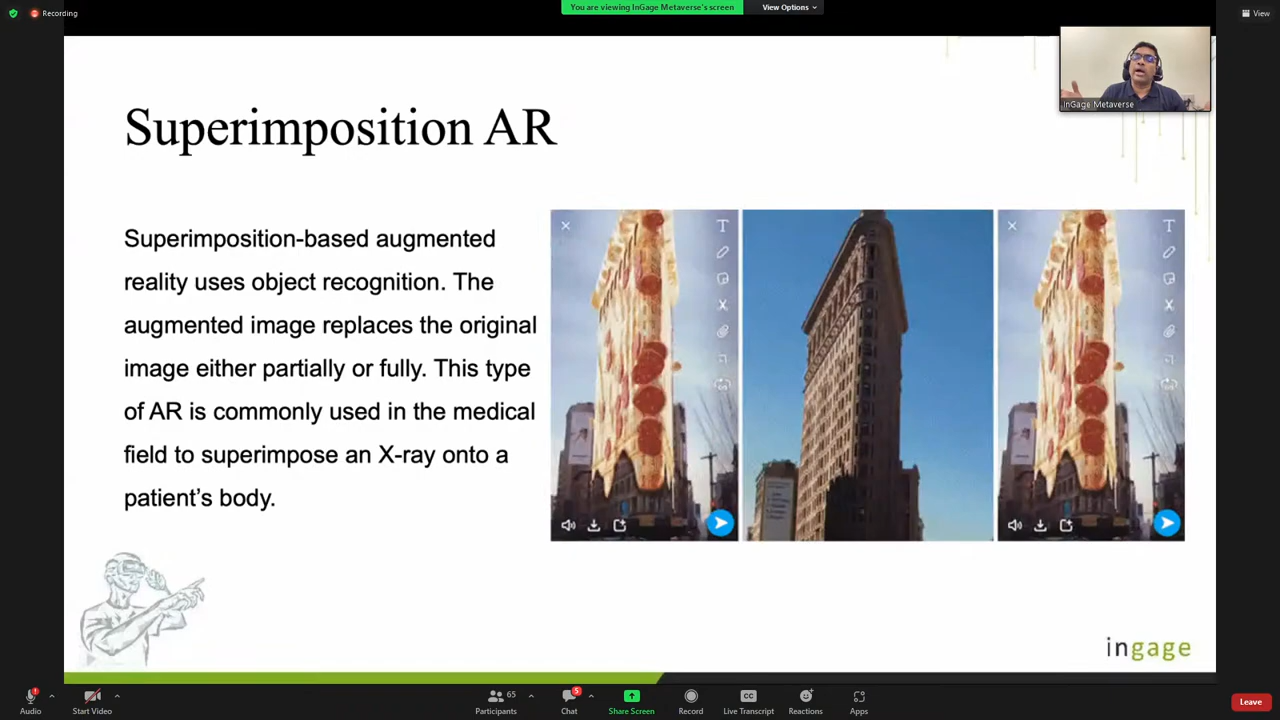 Recording
You are viewing InGage Metaverse's screen
View Options
View
InGage Metaverse
Superimposition AR
Superimposition-based augmented
reality uses object recognition. The
augmented image replaces the original
image either partially or fully. This type
of AR is commonly used in the medical
field to superimpose an X-ray onto a
patient’s body.
T
T
ingage
Audio
Start Video
Participants
65
Chat
5
Share Screen
Record
CC
Live Transcript
Reactions
Apps
Leave